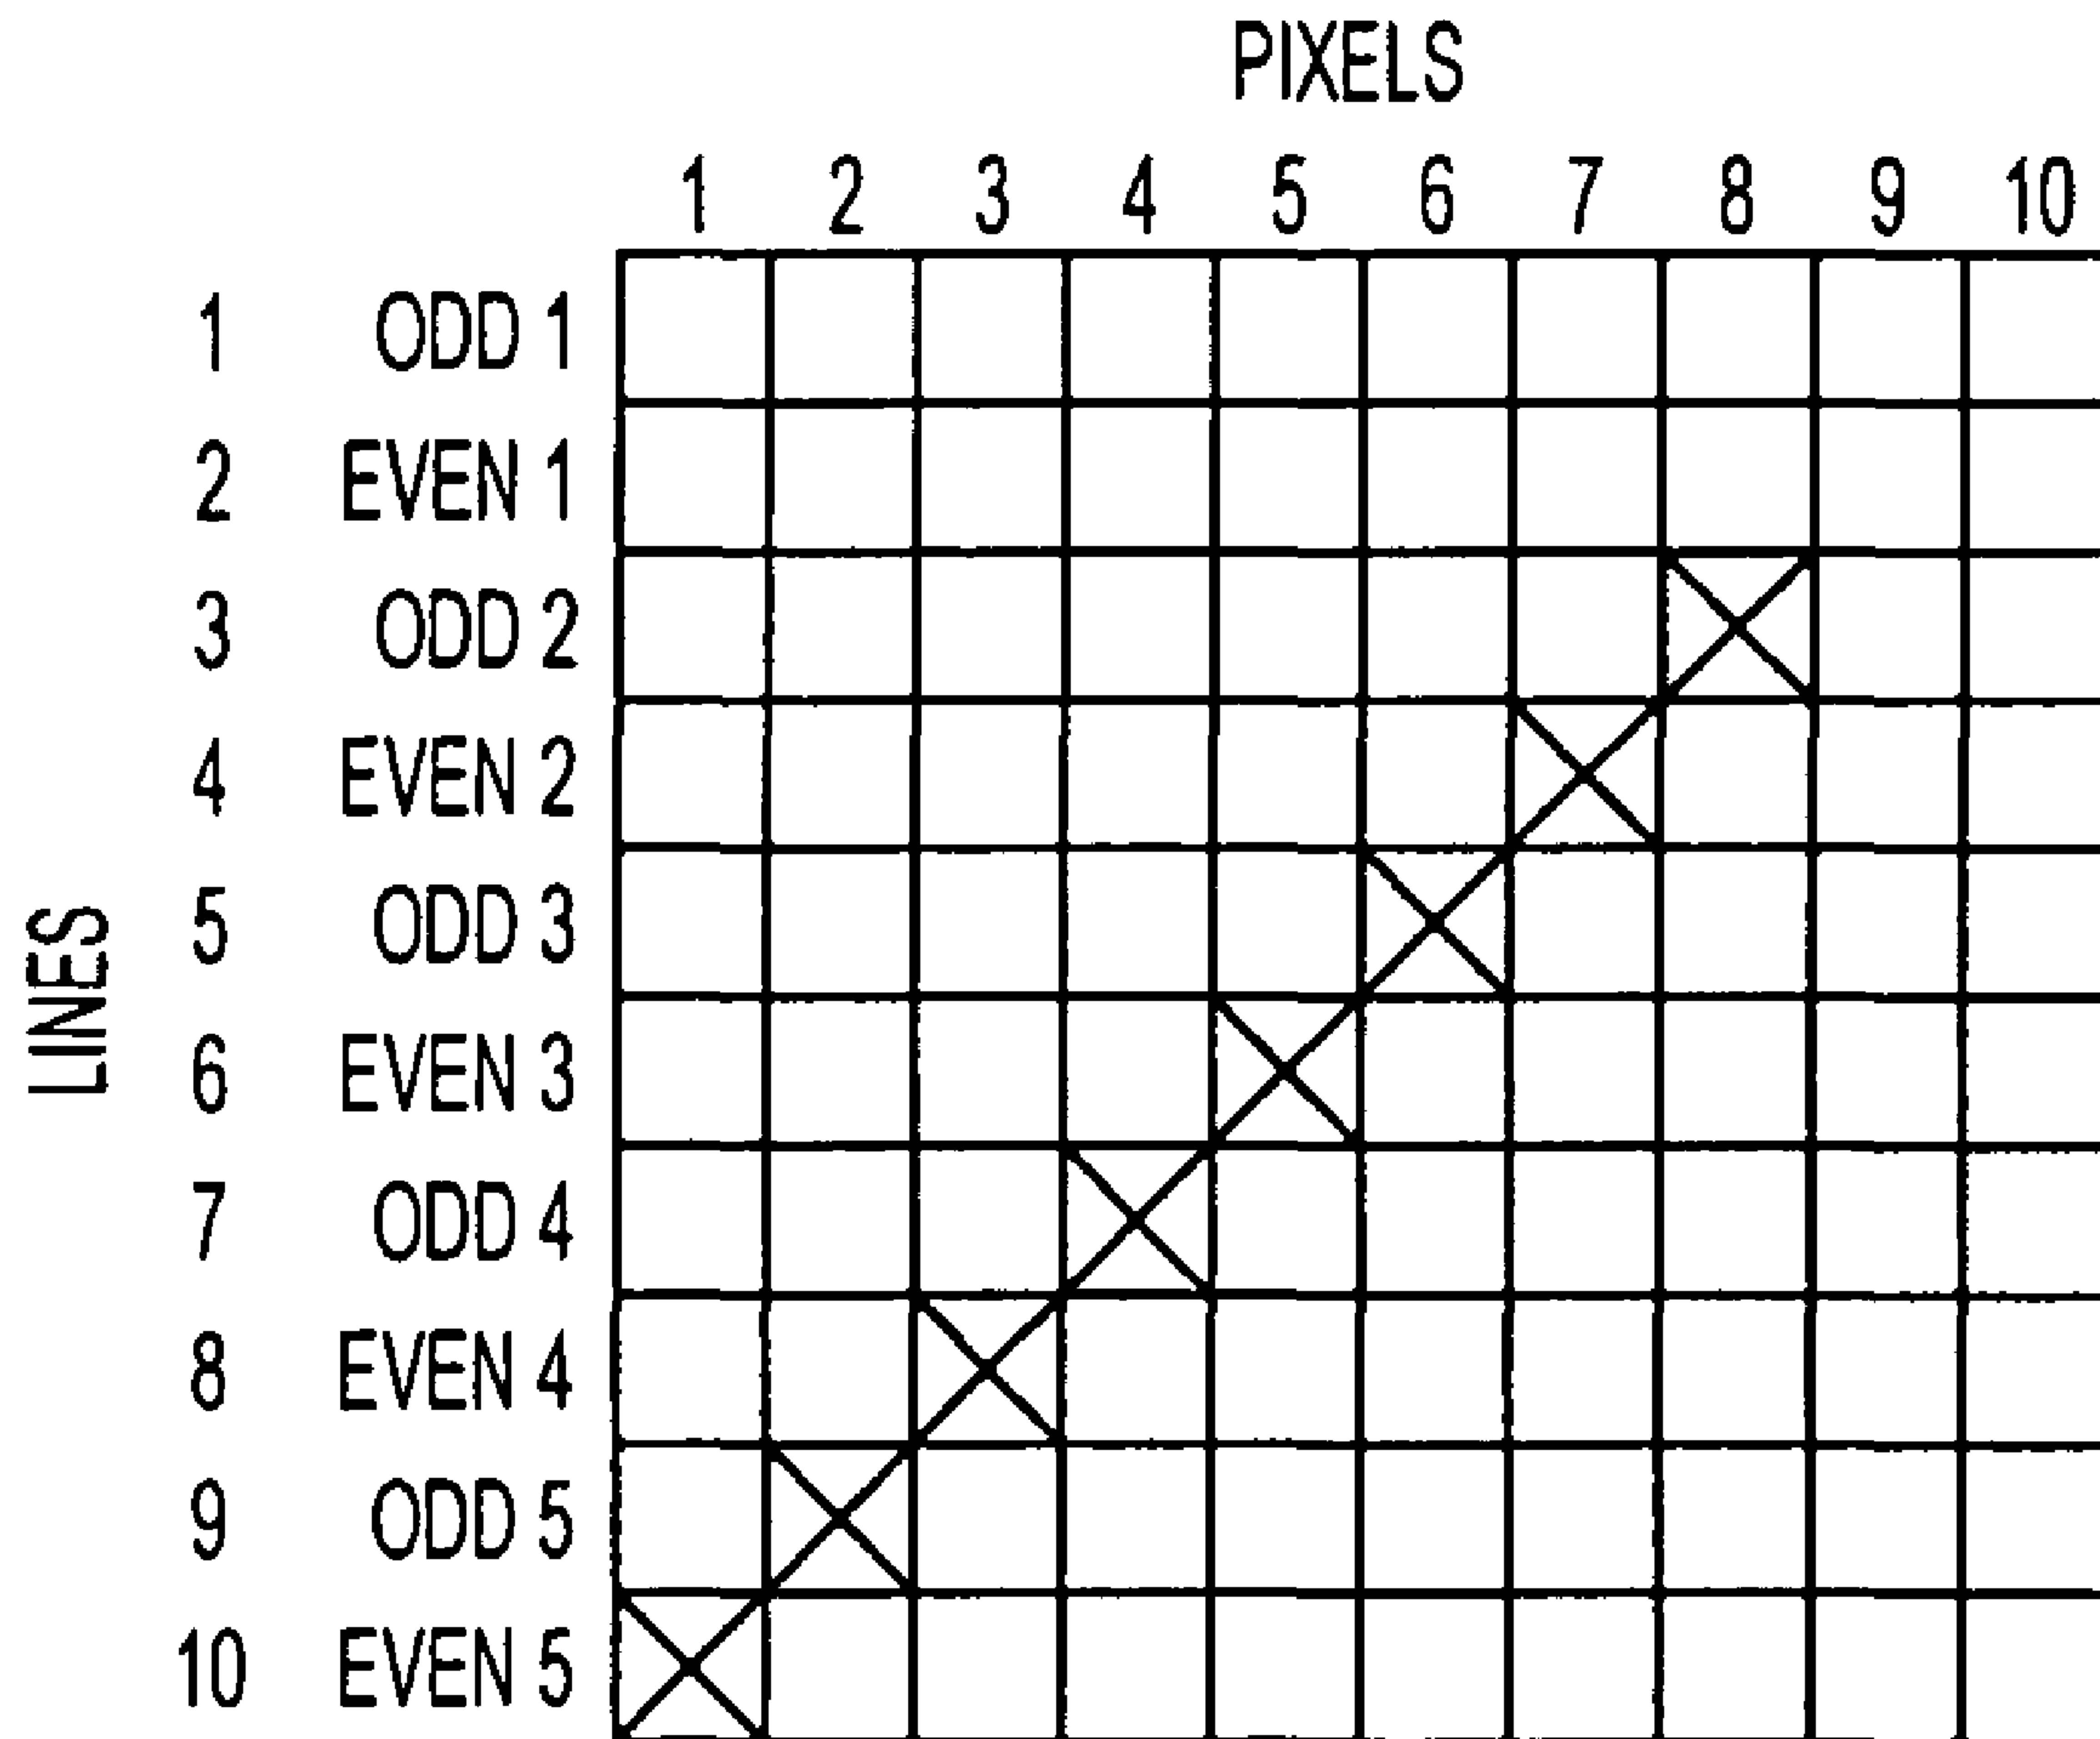 PIXELS
1 2 3 4 5 6 7 8 9 10
LINES
1 ODD 1
2 EVEN 1
3 ODD 2
4 EVEN 2
5 ODD 3
6 EVEN 3
7 ODD 4
8 EVEN 4
9 ODD 5
10 EVEN 5